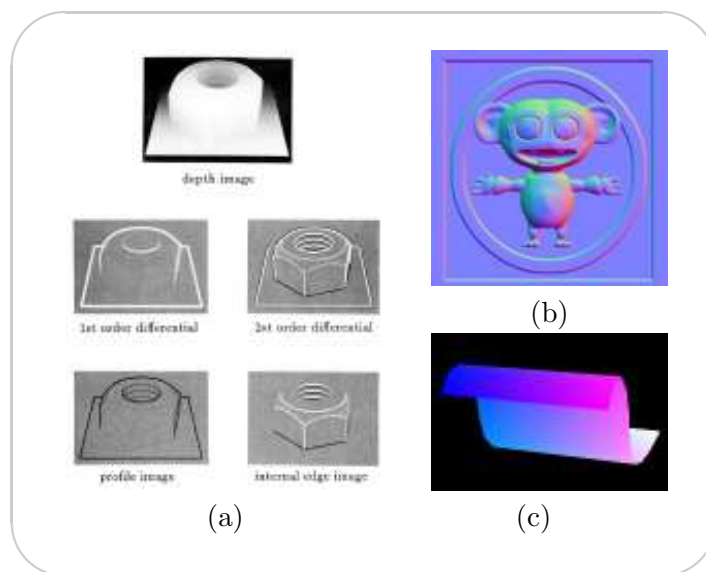 depth image
1st order differential
2st order differential
profile image
internal edge image
(a)
(b)
(c)